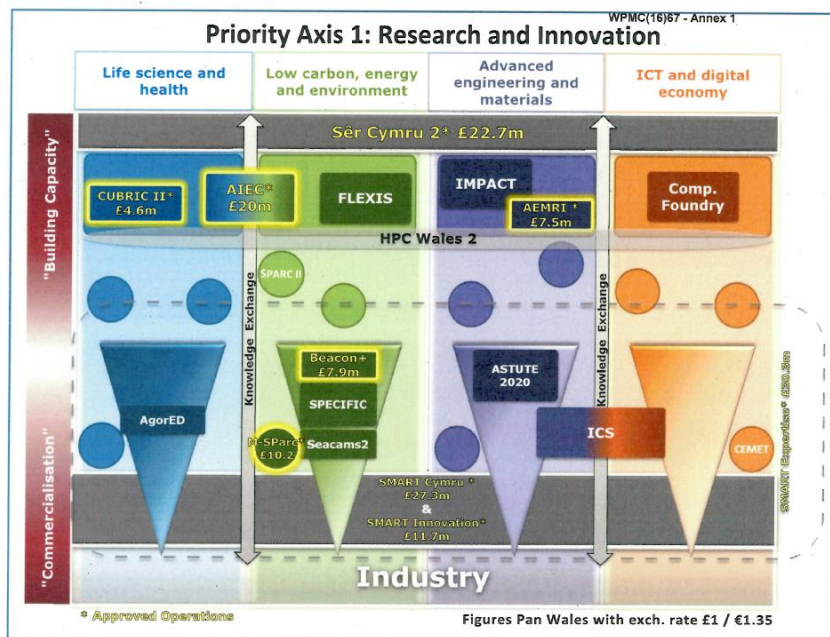 WPMC(16)67 - Annex 1
Priority Axis 1: Research and Innovation
Life science and
health
Low carbon, energy
and environment
Advanced
engineering and
materials
ICT and digital
economy
"Building Capacity"
Sêr Cymru 2* £22.7m
CUBRIC II*
£4.6m
AIEC*
£20m
FLEXIS
IMPACT
AEMRI *
£7.5m
Comp.
Foundry
HPC Wales 2
SPARC II
Knowledge Exchange
Knowledge Exchange
"Commercialisation"
AgorED
Beacon+
£7.9m
SPECIFIC
M-SParc*
£10.2
Seacams2
ASTUTE
2020
ICS
CEMET
SMART Expertise* £30.3m
SMART Cymru *
£27.3m
&
SMART Innovation*
£11.7m
Industry
* Approved Operations
Figures Pan Wales with exch. rate £1 / €1.35